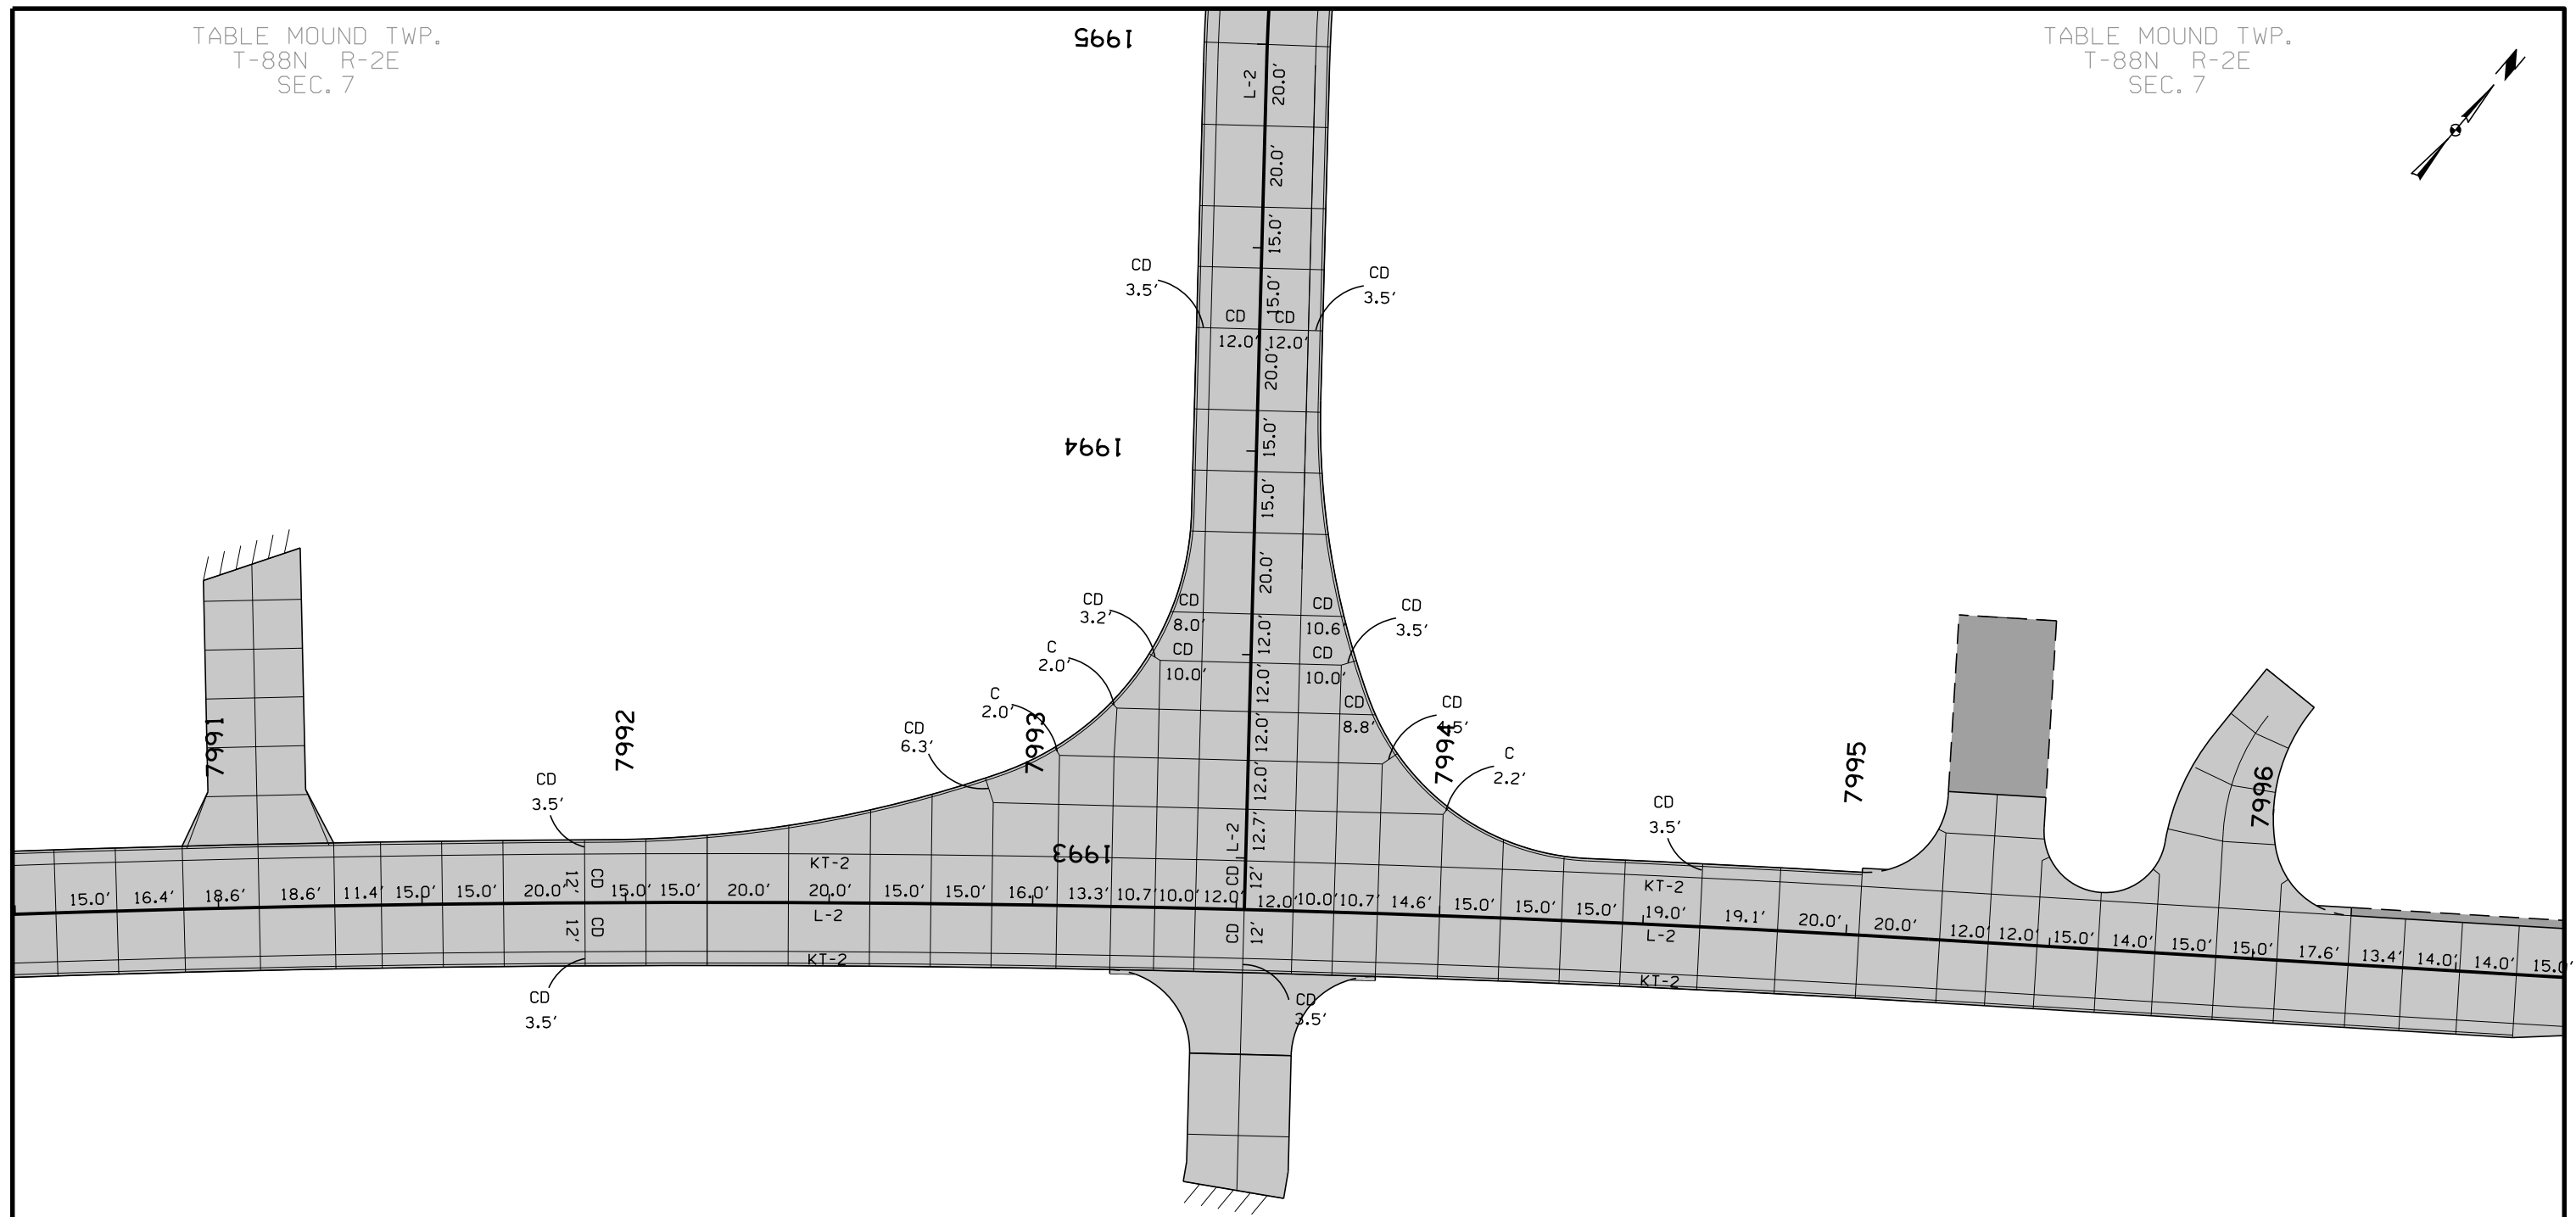 TABLE MOUND TWP.
T-88N R-2E
SEC. 7
TABLE MOUND TWP.
T-88N R-2E
SEC. 7
N
1995
L-2
20.0'
20.0'
15.0'
15.0'
CD
3.5'
CD
3.5'
CD
CD
12.0'
12.0'
20.0'
15.0'
1994
15.0'
20.0'
CD
3.2'
CD
8.0'
CD
10.6'
CD
3.5'
12.0'
C
2.0'
CD
10.0'
CD
10.0'
12.0'
C
2.0'
CD
8.8'
CD
4.5'
12.0'
CD
6.3'
C
2.2'
12.0'
7991
7992
7993
7994
7995
7996
CD
3.5'
CD
3.5'
12.7'
L-2
1993
KT-2
KT-2
CD
12'
CD
12'
15.0'
16.4'
18.6'
18.6'
11.4'
15.0'
15.0'
20.0'
15.0'
15.0'
20.0'
20.0'
15.0'
15.0'
16.0'
13.3'
10.7'
10.0'
12.0'
12.0'
10.0'
10.7'
14.6'
15.0'
15.0'
15.0'
19.0'
19.1'
20.0'
20.0'
12.0'
12.0'
15.0'
14.0'
15.0'
15.0'
17.6'
13.4'
14.0'
14.0'
15.0'
L-2
L-2
CD
12'
CD
12'
KT-2
KT-2
CD
3.5'
CD
3.5'